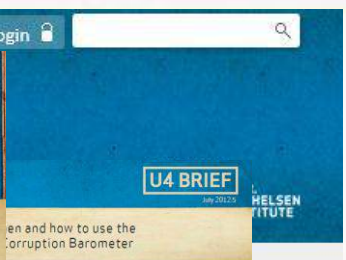 ogin
U4 BRIEF
July 2012:5
HELSEN
TITUTE
en and how to use the
Corruption Barometer